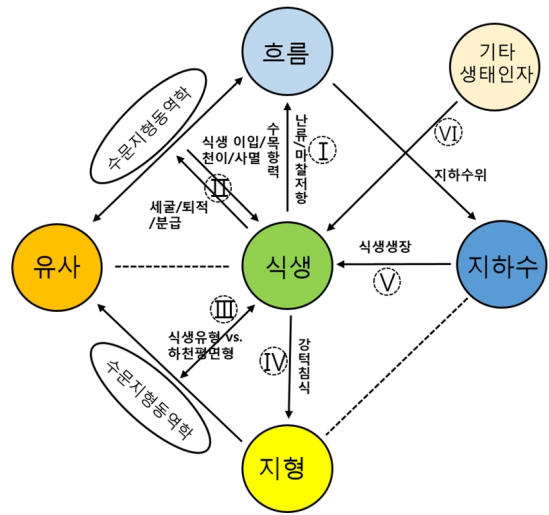 흐름
기타
생태인자
수문지형동역학
식생 이입/
천이/사멸
수목항력
난류/마찰저항
Ⅰ
Ⅵ
지하수위
Ⅱ
세굴/퇴적
/분급
유사
식생
식생생장
Ⅴ
지하수
Ⅲ
식생유형 vs.
하천평면형
Ⅳ
강턱침식
수문지형동역학
지형